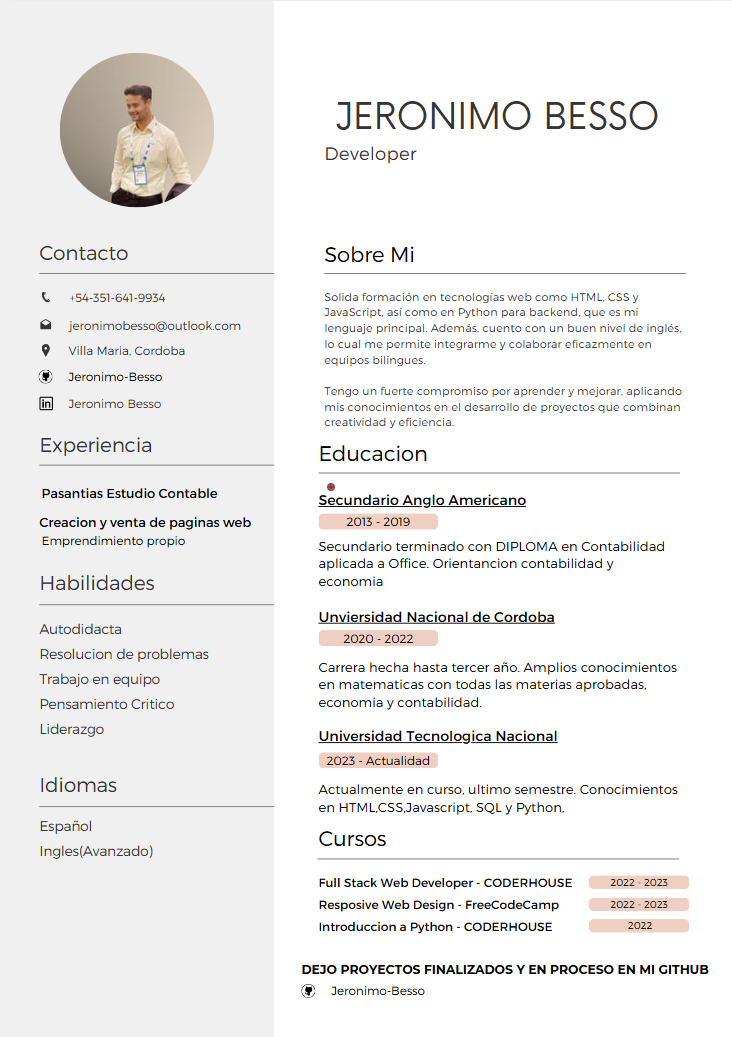 JERONIMO BESSO
Developer
Contacto
+54-351-641-9934
jeronimobesso@outlook.com
Villa Maria, Cordoba
Jeronimo-Besso
Jeronimo Besso
Experiencia
Pasantias Estudio Contable
Creacion y venta de paginas web
Emprendimiento propio
Habilidades
Autodidacta
Resolucion de problemas
Trabajo en equipo
Pensamiento Critico
Liderazgo
Idiomas
Español
Ingles(Avanzado)
Sobre Mi
Solida formación en tecnologías web como HTML, CSS y
JavaScript, así como en Python para backend, que es mi
lenguaje principal. Además, cuento con un buen nivel de inglés,
lo cual me permite integrarme y colaborar eficazmente en
equipos bilingues.
Tengo un fuerte compromiso por aprender y mejorar, aplicando
mis conocimientos en el desarrollo de proyectos que combinan
creatividad y eficiencia.
Educacion
Secundario Anglo Americano
2013 - 2019
Secundario terminado con DIPLOMA en Contabilidad
aplicada a Office. Orientancion contabilidad y
economia
Unviersidad Nacional de Cordoba
2020 - 2022
Carrera hecha hasta tercer año. Amplios conocimientos
en matematicas con todas las materias aprobadas,
economia y contabilidad.
Universidad Tecnologica Nacional
2023 - Actualidad
Actualmente en curso, ultimo semestre. Conocimientos
en HTML,CSS,Javascript, SQL y Python,
Cursos
Full Stack Web Developer - CODERHOUSE 2022 - 2023
Resposive Web Design - FreeCodeCamp 2022 - 2023
Introduccion a Python - CODERHOUSE 2022
DEJO PROYECTOS FINALIZADOS Y EN PROCESO EN MI GITHUB
Jeronimo-Besso